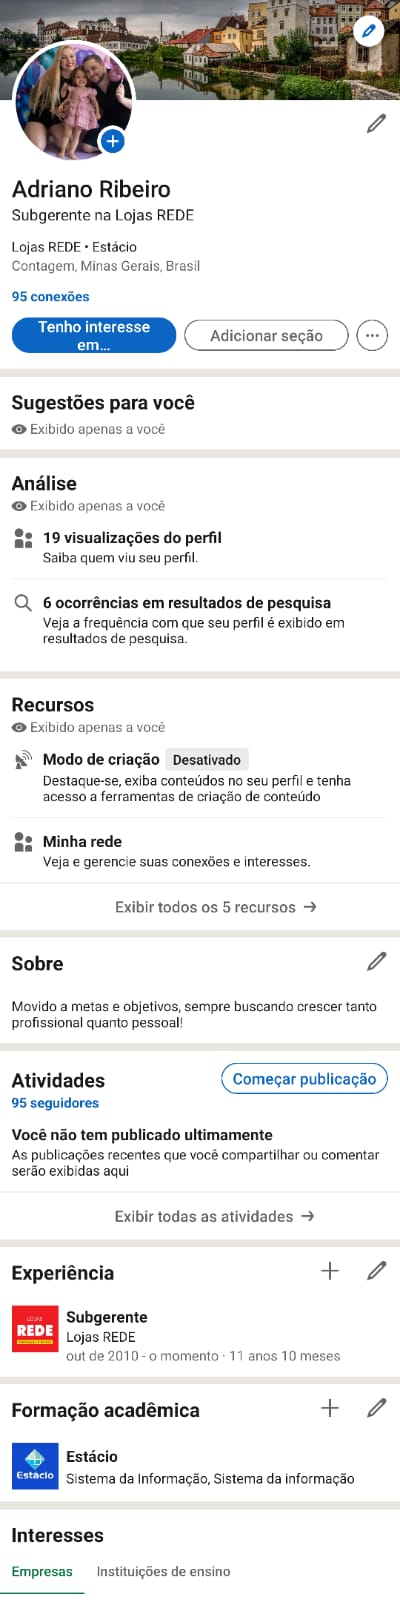 Adriano Ribeiro
Subgerente na Lojas REDE
Lojas REDE • Estácio
Contagem, Minas Gerais, Brasil
95 conexões
Tenho interesse
em...
Adicionar seção
Sugestões para você
Exibido apenas a você
Análise
Exibido apenas a você
19 visualizações do perfil
Saiba quem viu seu perfil.
6 ocorrências em resultados de pesquisa
Veja a frequência com que seu perfil é exibido em
resultados de pesquisa.
Recursos
Exibido apenas a você
Modo de criação Desativado
Destaque-se, exiba conteúdos no seu perfil e tenha
acesso a ferramentas de criação de conteúdo
Minha rede
Veja e gerencie suas conexões e interesses.
Exibir todos os 5 recursos →
Sobre
Movido a metas e objetivos, sempre buscando crescer tanto
profissional quanto pessoal!
Atividades
Começar publicação
95 seguidores
Você não tem publicado ultimamente
As publicações recentes que você compartilhar ou comentar
serão exibidas aqui
Exibir todas as atividades →
Experiência
LOJAS
REDE
Subgerente
Lojas REDE
out de 2010 - o momento · 11 anos 10 meses
Formação acadêmica
Estácio
Estácio
Sistema da Informação, Sistema da informação
Interesses
Empresas
Instituições de ensino